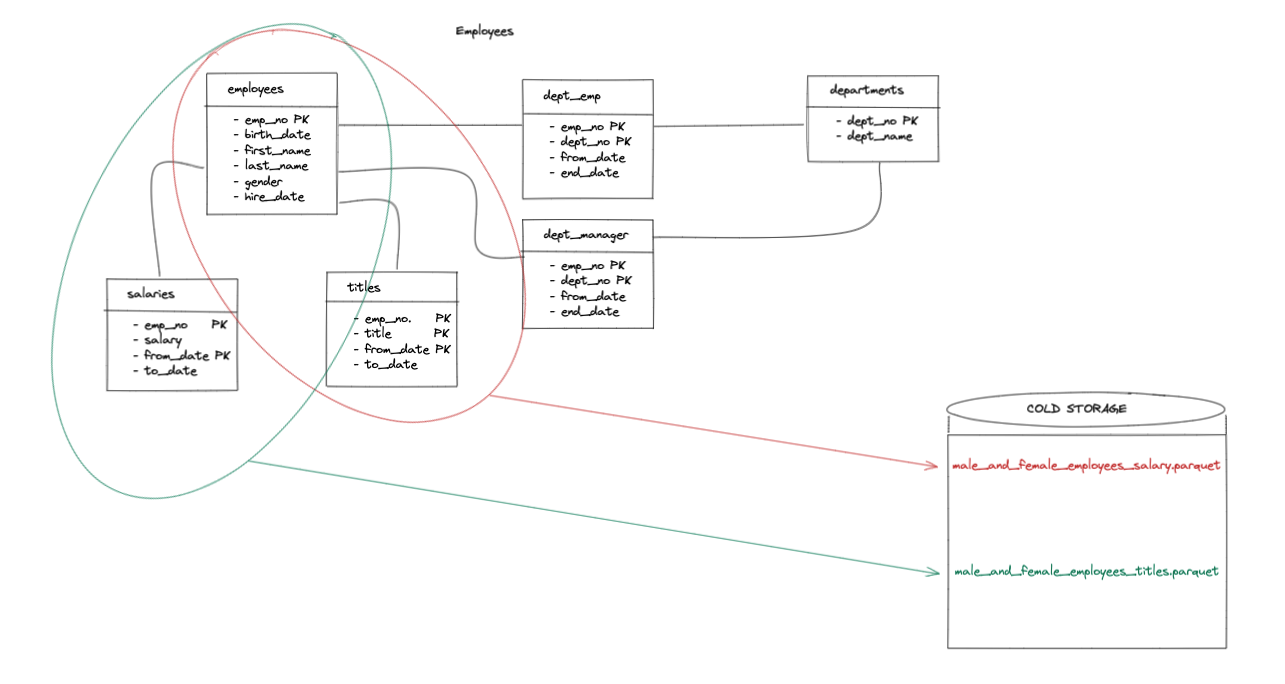 Employees
employees
- emp_no PK
- birth_date
- first_name
- last_name
- gender
- hire_date
dept_emp
- emp_no PK
- dept_no PK
- from_date
- end_date
departments
- dept_no PK
- dept_name
dept_manager
- emp_no PK
- dept_no PK
- from_date
- end_date
salaries
- emp_no PK
- salary
- from_date PK
- to_date
titles
- emp_no. PK
- title PK
- from_date PK
- to_date
COLD STORAGE
male_and_female_employees_salary.parquet
male_and_female_employees_titles.parquet